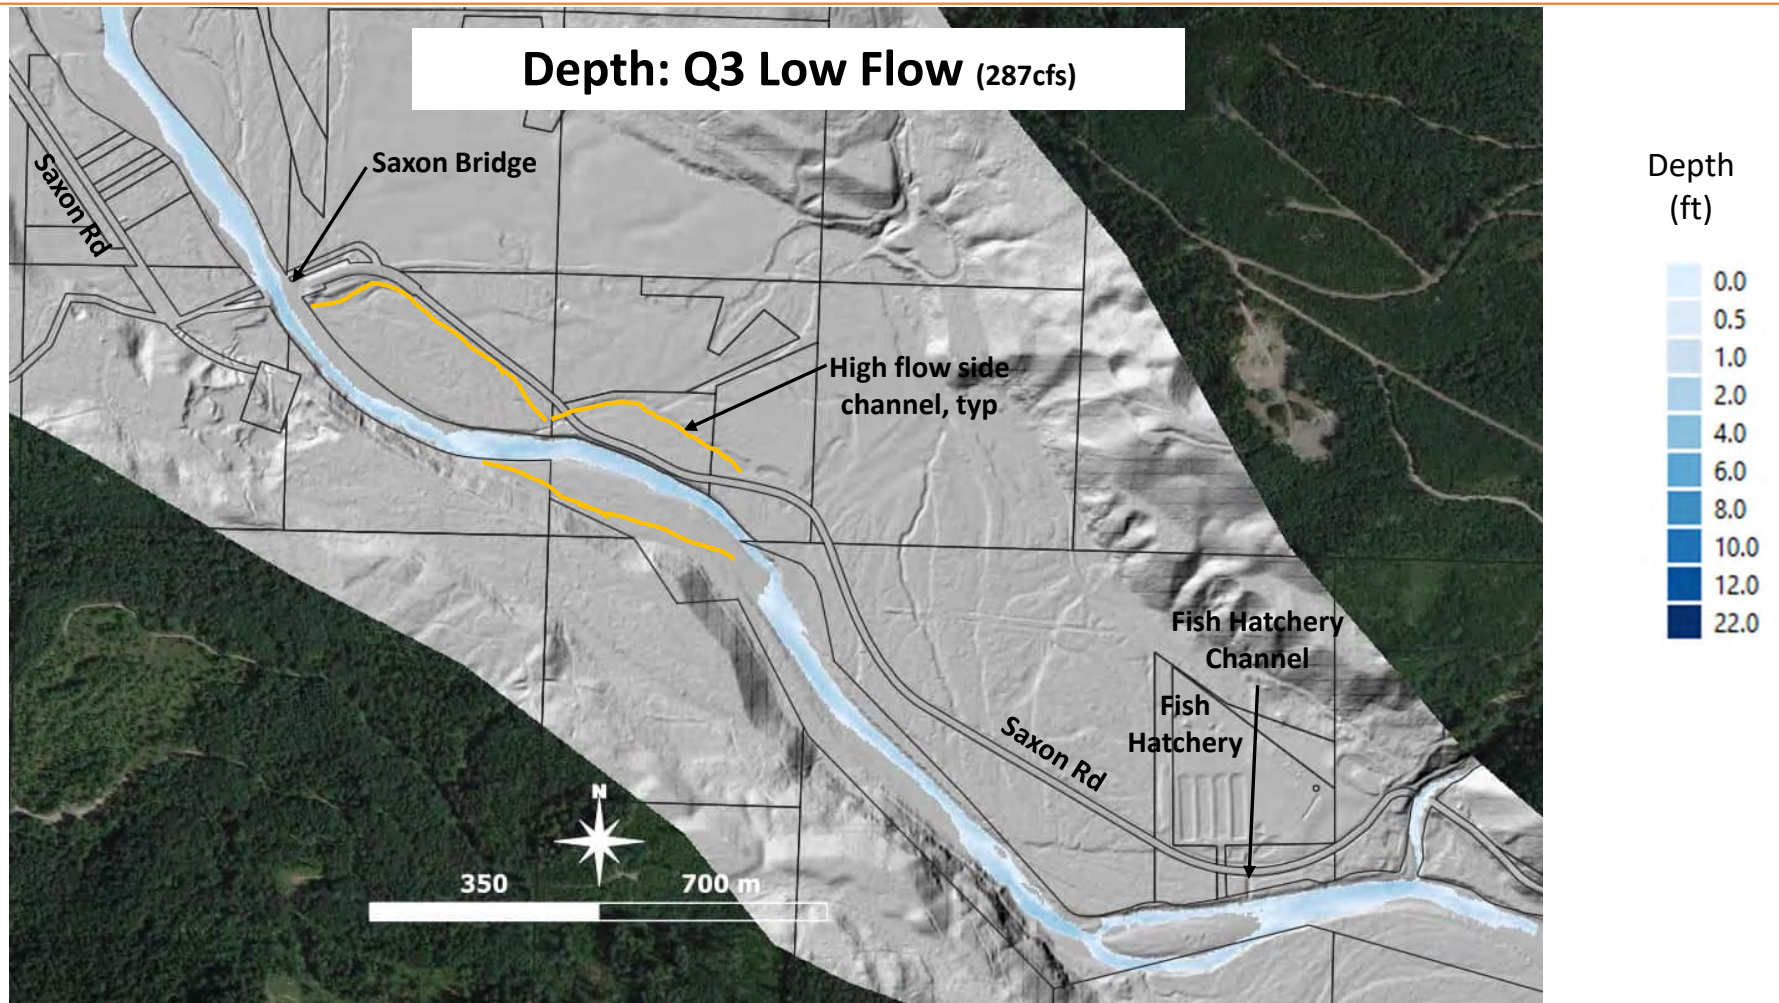 Depth: Q3 Low Flow (287cfs)
Saxon Rd
Saxon Bridge
High flow side
channel, typ
Fish Hatchery
Channel
Fish
Hatchery
Saxon Rd
N
350 700 m
Depth
(ft)
0.0
0.5
1.0
2.0
4.0
6.0
8.0
10.0
12.0
22.0